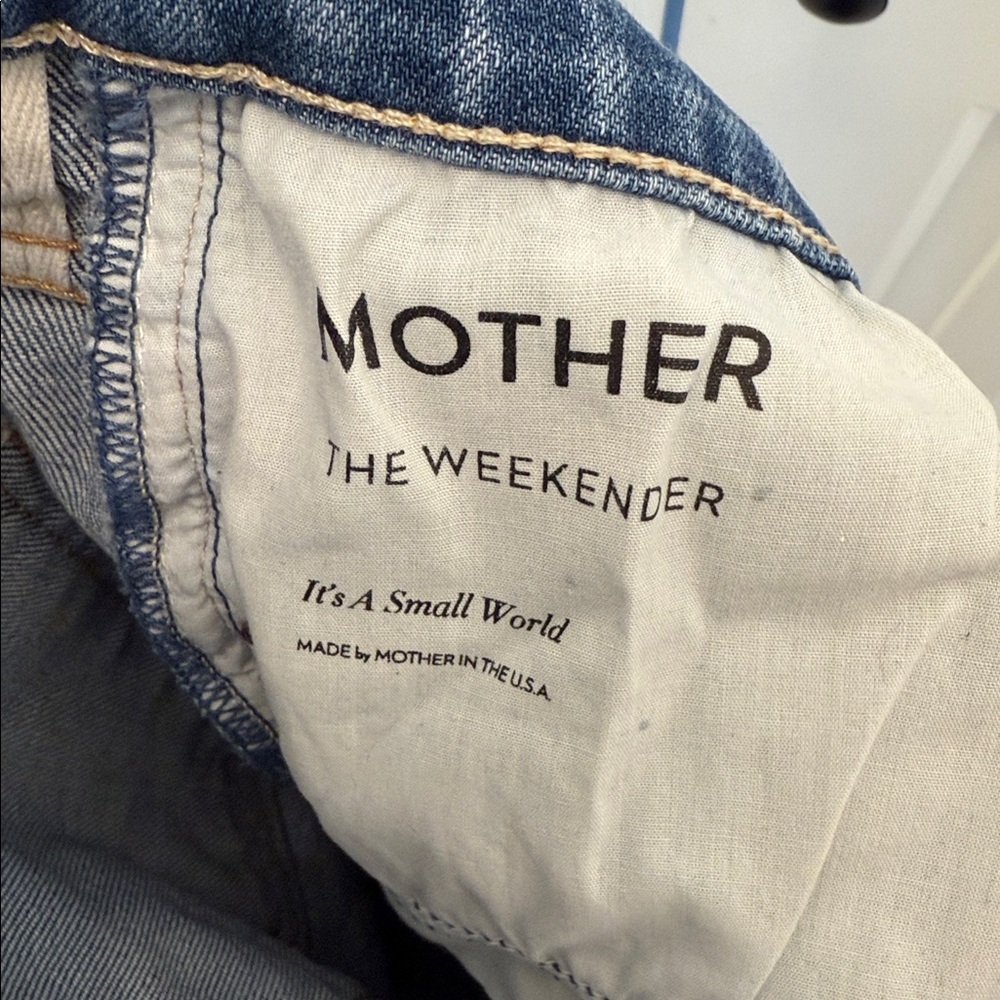 MOTHER
THE WEEKENDER
It's A Small World
MADE by MOTHER IN THE U.S.A.